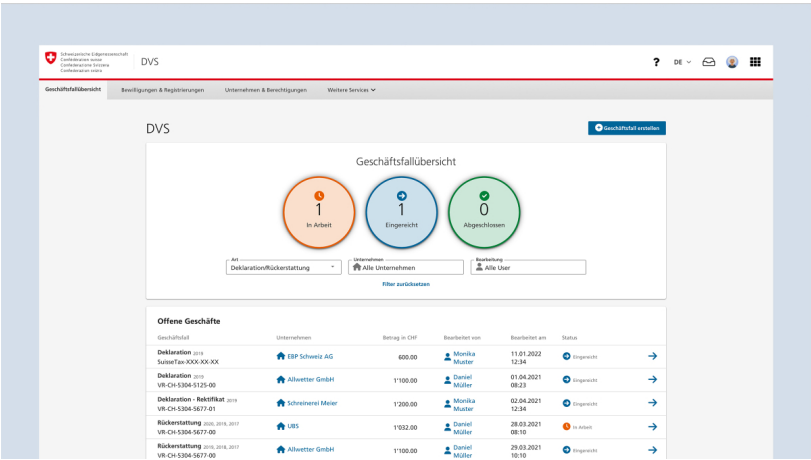 Schweizerische Eidgenossenschaft
Confédération suisse
Confederazione Svizzera
Confederaziun svizra
DVS
? DE
Geschäftsfallübersicht Bewilligungen & Registrierungen Unternehmen & Berechtigungen Weitere Services
DVS
Geschäftsfall erstellen
Geschäftsfallübersicht
1 1 0
In Arbeit Eingereicht Abgeschlossen
Art Unternehmen Bearbeitung
Deklaration/Rückerstattung Alle Unternehmen Alle User
Filter zurücksetzen
Offene Geschäfte
Geschäftsfall Unternehmen Betrag in CHF Bearbeitet von Bearbeitet am Status
Deklaration 2019 Monika 11.01.2022
SuisseTax-XXX-XX-XX EBP Schweiz AG 600.00 Muster 12:34 Eingereicht
Deklaration 2019 Daniel 01.04.2021
VR-CH-5304-5125-00 Allwetter GmbH 1'100.00 Müller 08:23 Eingereicht
Deklaration - Rektifikat 2019 Monika 02.04.2021
VR-CH-5304-5677-01 Schreinerei Meier 1'200.00 Muster 12:34 Eingereicht
Rückerstattung 2020, 2019, 2017 Daniel 28.03.2021
VR-CH-5304-5677-00 UBS 1'032.00 Müller 08:10 In Arbeit
Rückerstattung 2019, 2018, 2017 Daniel 29.03.2021
VR-CH-5304-5677-00 Allwetter GmbH 1'100.00 Müller 10:10 Eingereicht